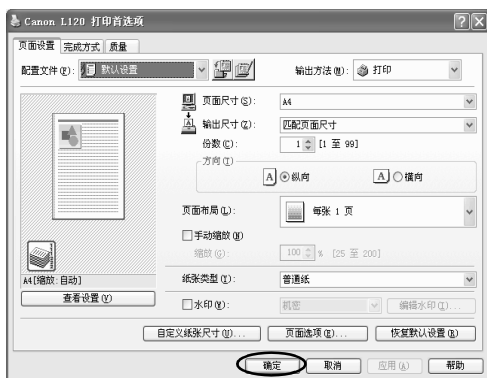 Canon L120 打印首选项
页面设置 完成方式 质量
配置文件(F): 默认设置 输出方法(M): 打印
页面尺寸(S): A4
输出尺寸(Z): 匹配页面尺寸
份数(C): 1 [1 至 99]
方向(T)
A 纵向 A 横向
页面布局(L): 每张 1 页
手动缩放(N)
缩放(G): 100 % [25 至 200]
A4[缩放:自动]
纸张类型(Y): 普通纸
查看设置(V)
水印(W): 机密 编辑水印(I)...
自定义纸张尺寸(U)... 页面选项(E)... 恢复默认设置(R)
确定 取消 应用(A) 帮助